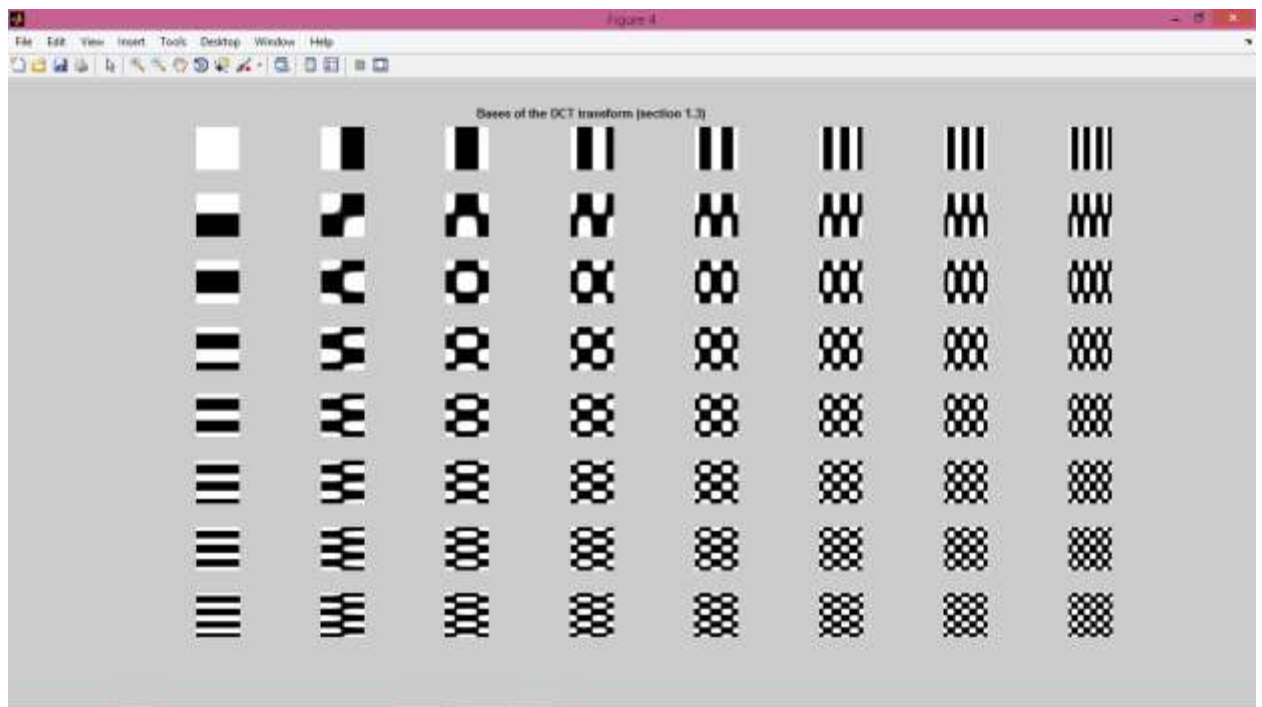 Figure 4
File Edit View Insert Tools Desktop Window Help
Bases of the DCT transform (section 1.3)